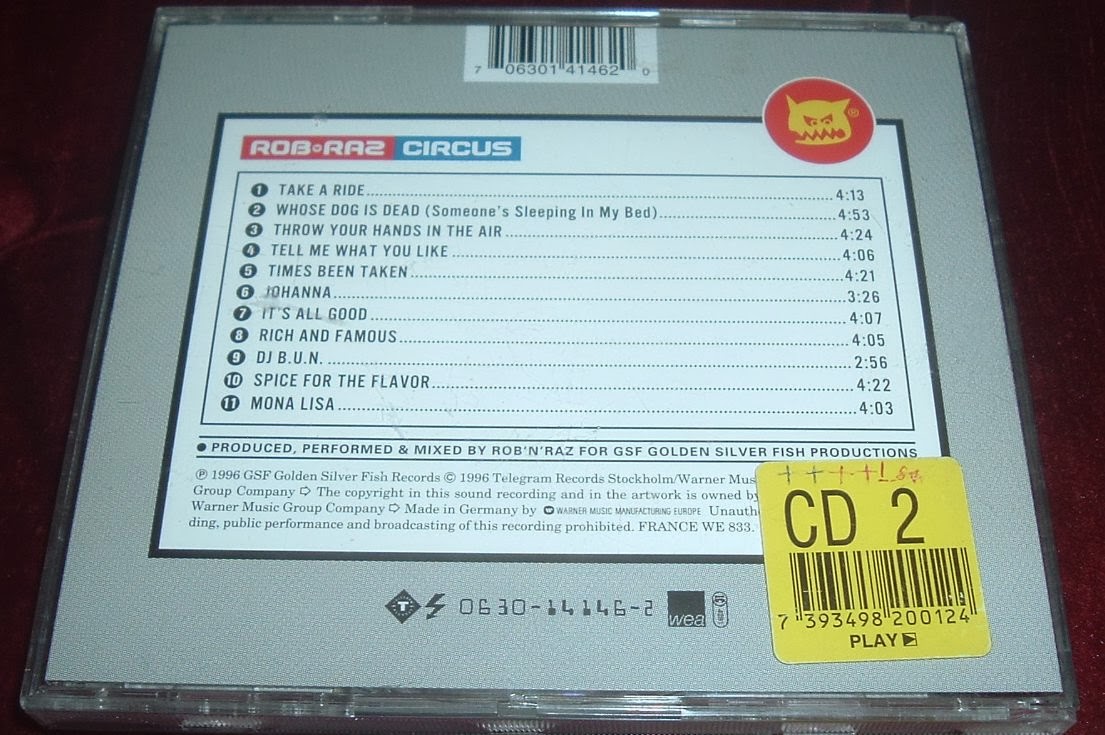 7 06301 41462 0
ROB•RAZ CIRCUS
®
1 TAKE A RIDE 4:13
2 WHOSE DOG IS DEAD (Someone's Sleeping In My Bed) 4:53
3 THROW YOUR HANDS IN THE AIR 4:24
4 TELL ME WHAT YOU LIKE 4:06
5 TIMES BEEN TAKEN 4:21
6 JOHANNA 3:26
7 IT'S ALL GOOD 4:07
8 RICH AND FAMOUS 4:05
9 DJ B.U.N. 2:56
10 SPICE FOR THE FLAVOR 4:22
11 MONA LISA 4:03
● PRODUCED, PERFORMED & MIXED BY ROB'N'RAZ FOR GSF GOLDEN SILVER FISH PRODUCTIONS
℗ 1996 GSF Golden Silver Fish Records © 1996 Telegram Records Stockholm/Warner Mus
Group Company ➪ The copyright in this sound recording and in the artwork is owned by
Warner Music Group Company ➪ Made in Germany by WARNER MUSIC MANUFACTURING EUROPE Unautho
ding, public performance and broadcasting of this recording prohibited. FRANCE WE 833.
T 0630-14146-2 wea
CD 2
7 393498 200124
PLAY